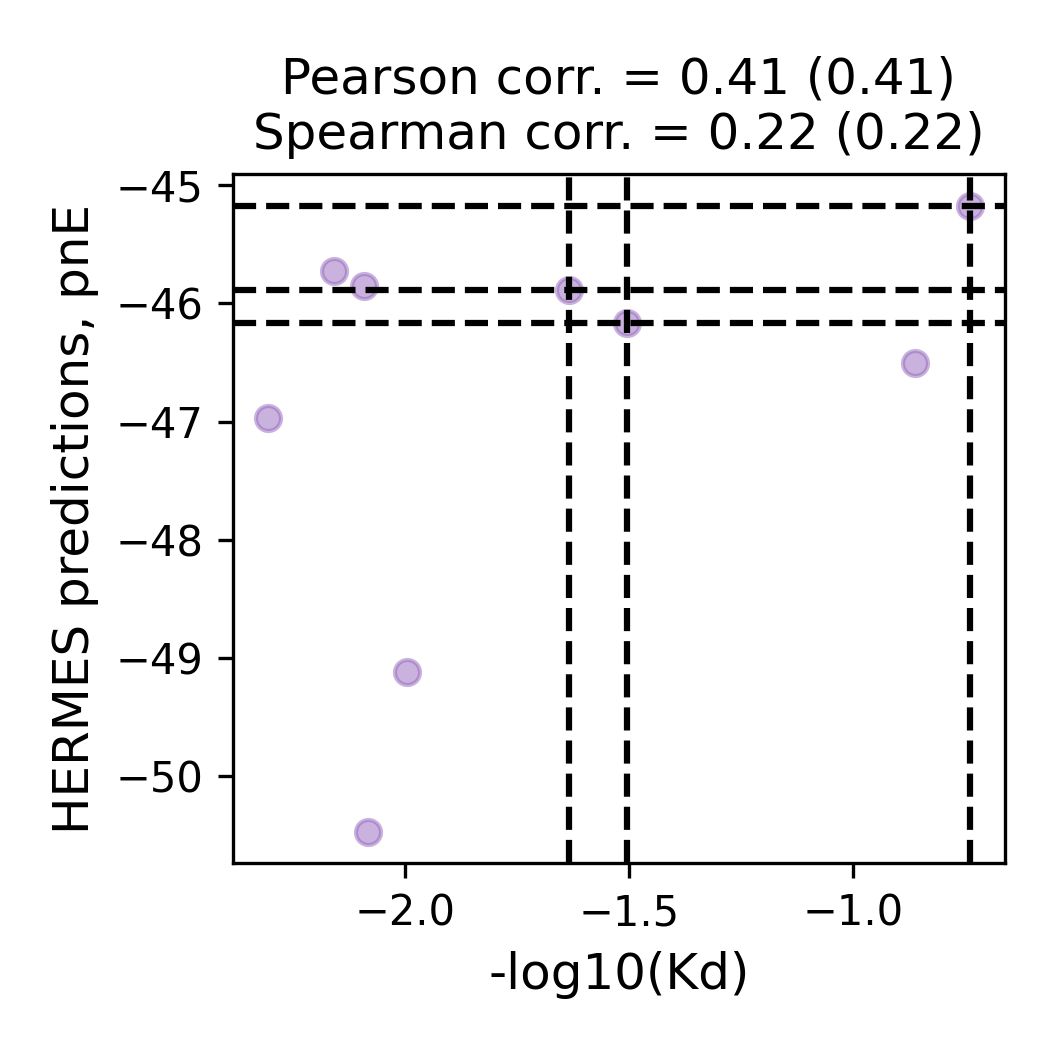 Pearson corr. = 0.41 (0.41)
Spearman corr. = 0.22 (0.22)
HERMES predictions, pnE
−45
−46
−47
−48
−49
−50
−2.0
−1.5
−1.0
-log10(Kd)